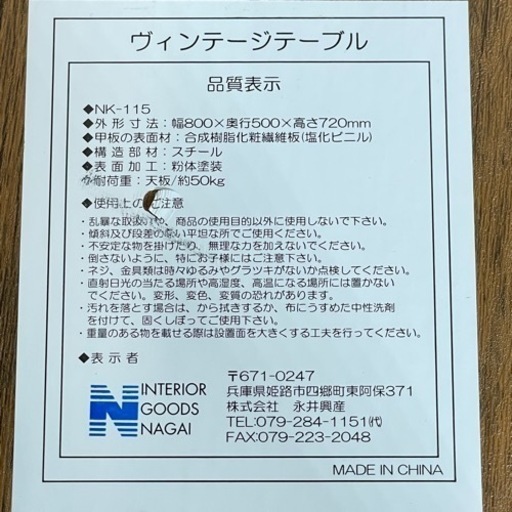 ヴィンテージテーブル
品質表示
◆NK-115
◆外形寸法：幅800×奥行500×高さ720mm
◆甲板の表面材：合成樹脂化粧繊維板(塩化ビニル)
◆構造部材：スチール
◆表面加工：粉体塗装
耐荷重：天板/約50kg
◆使用上のご注意
・乱暴な取扱いや、商品の使用目的以外に使用しないで下さい。
・傾斜及び段差のない平坦な所でご使用ください。
・不安定な物を掛けたり、無理な力を加えないでください。
・倒さないように、特にお子様にはご注意下さい。
・ネジ、金具類は時々ゆるみやグラツキがないか点検してください。
・直射日光の当たる場所や高湿度、高温になる場所には置かない
でください。変形、変色、変質の恐れがあります。
・汚れを落とす場合は、から拭きするか、布にうすめた中性洗剤
を付けて、固くしぼってご使用下さい。
・重量のある物を載せる際は設置面を大きくする工夫を行ってください。
◆表示者
N INTERIOR
GOODS
NAGAI
〒671-0247
兵庫県姫路市四郷町東阿保371
株式会社 永井興産
TEL:079-284-1151㈹
FAX:079-223-2048
MADE IN CHINA